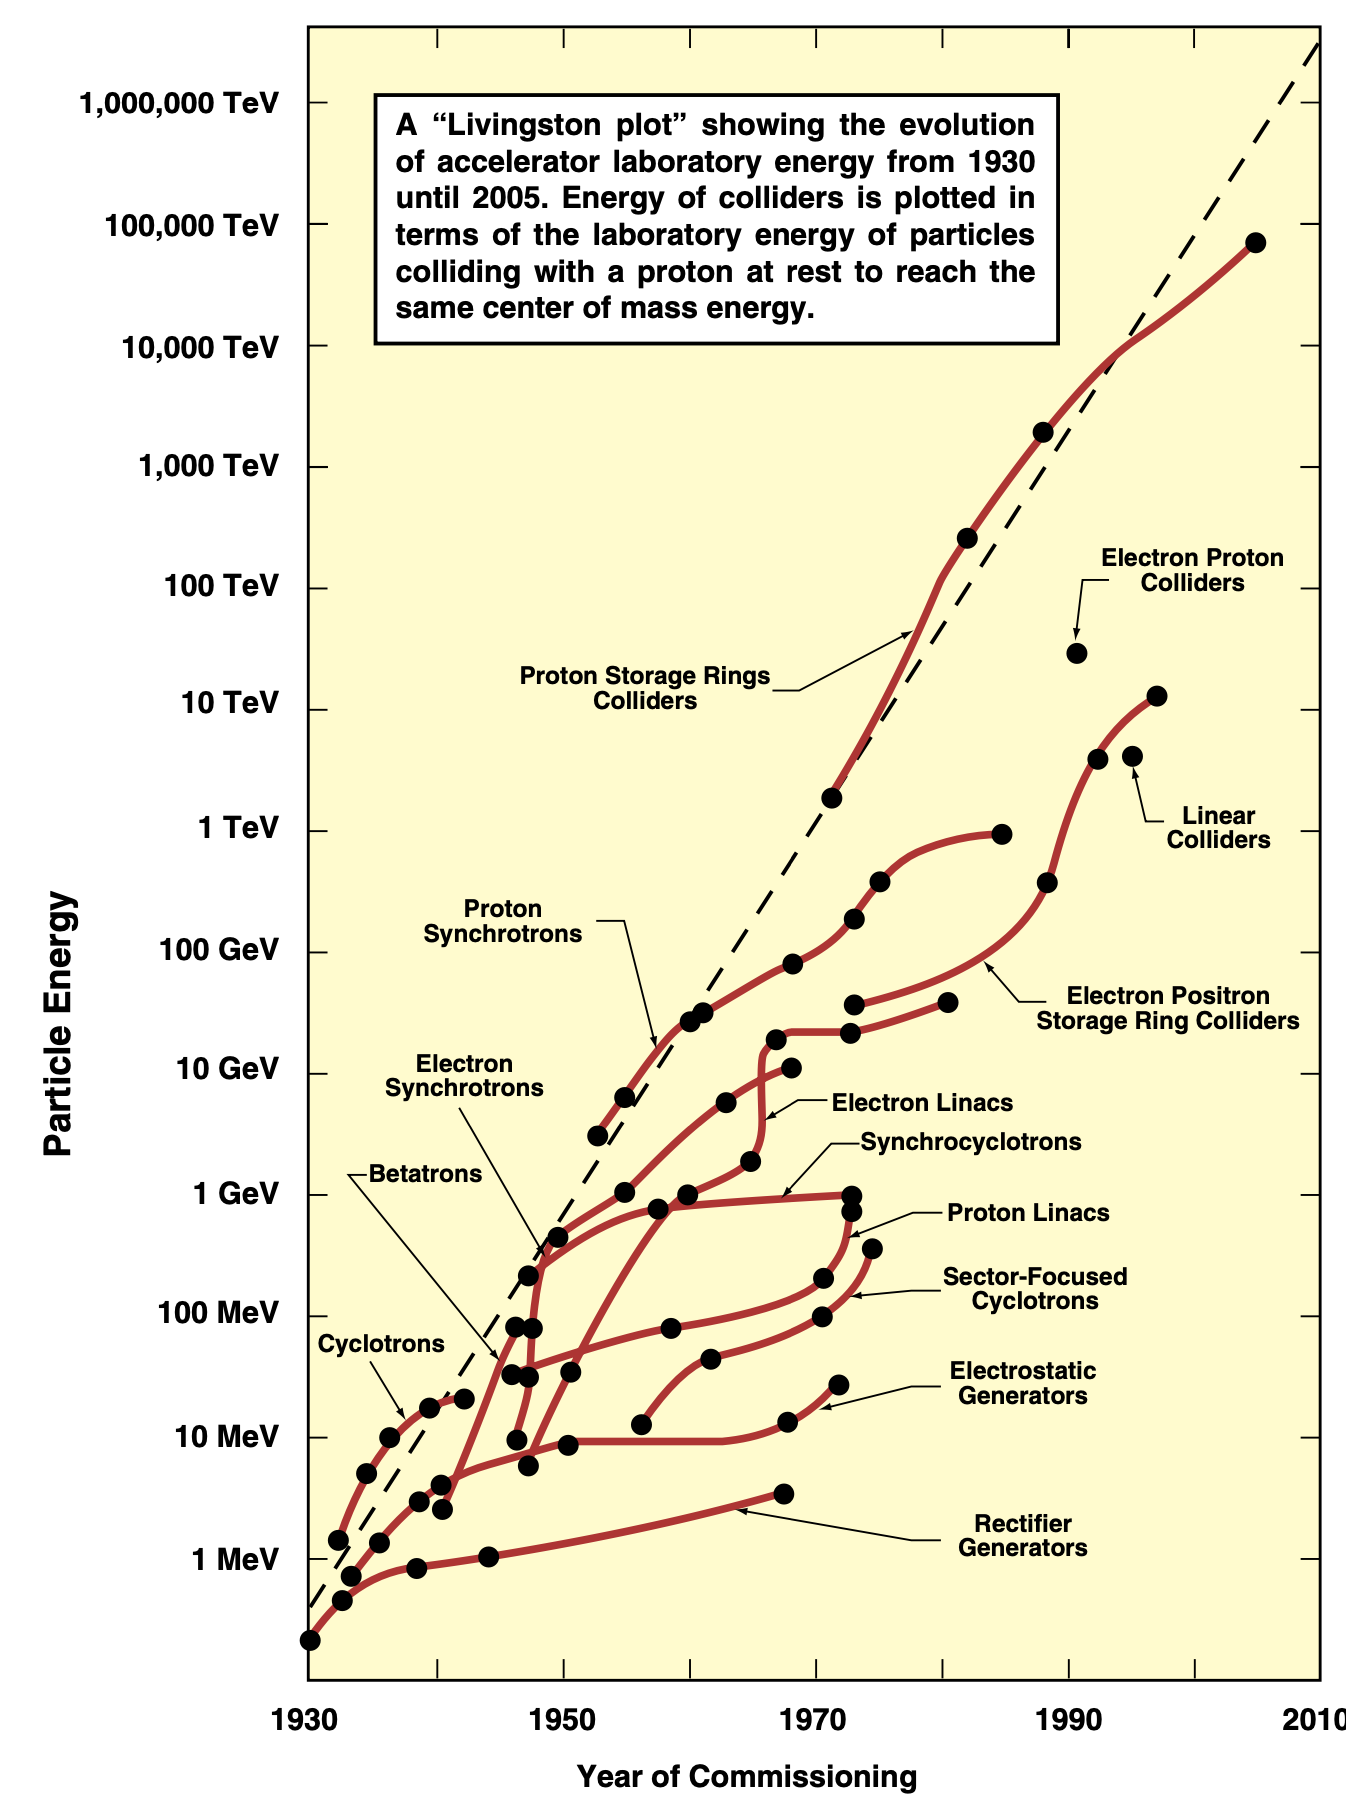 A “Livingston plot” showing the evolution
of accelerator laboratory energy from 1930
until 2005. Energy of colliders is plotted in
terms of the laboratory energy of particles
colliding with a proton at rest to reach the
same center of mass energy.
1,000,000 TeV
100,000 TeV
10,000 TeV
1,000 TeV
100 TeV
10 TeV
1 TeV
100 GeV
10 GeV
1 GeV
100 MeV
10 MeV
1 MeV
Particle Energy
Electron Proton
Colliders
Proton Storage Rings
Colliders
Linear
Colliders
Proton
Synchrotrons
Electron Positron
Storage Ring Colliders
Electron
Synchrotrons
Electron Linacs
Synchrocyclotrons
Betatrons
Proton Linacs
Sector-Focused
Cyclotrons
Cyclotrons
Electrostatic
Generators
Rectifier
Generators
1930
1950
1970
1990
2010
Year of Commissioning